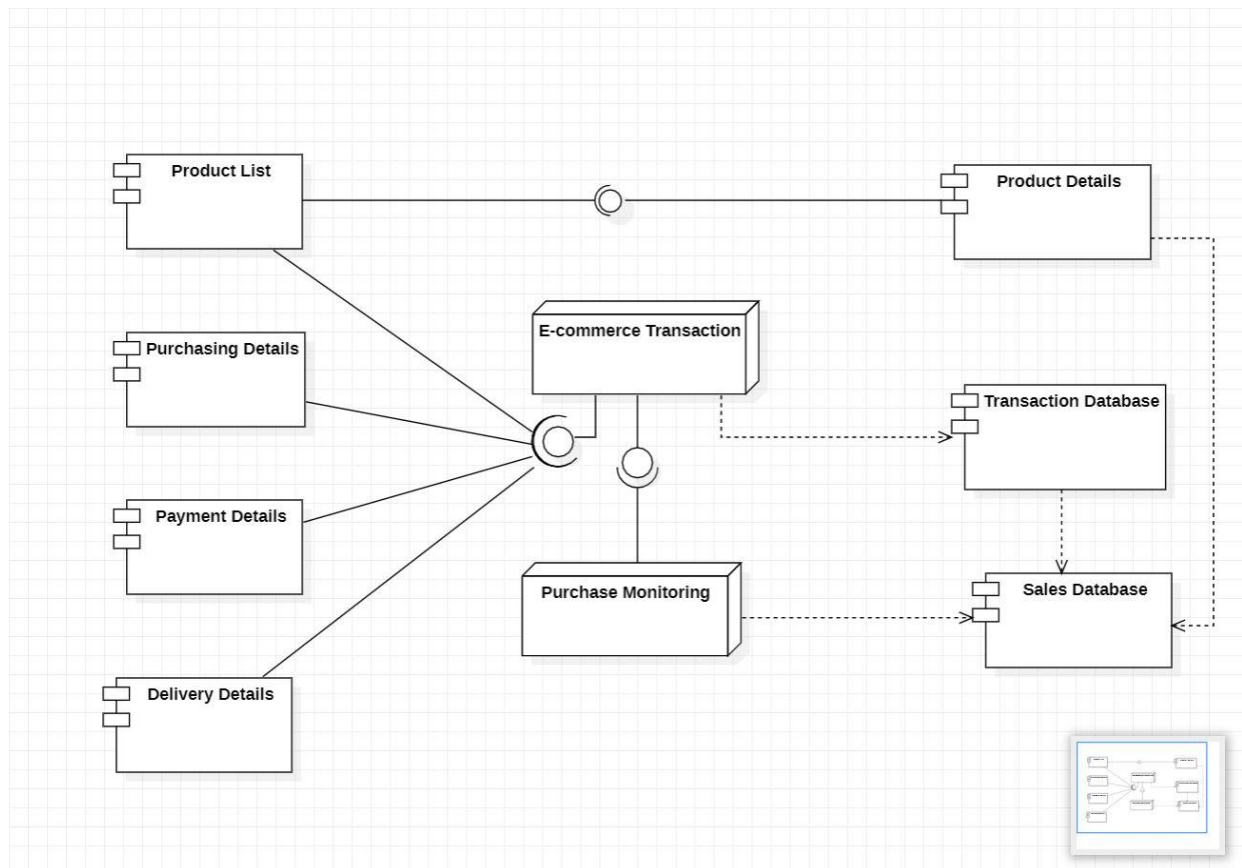 Product List
Product Details
E-commerce Transaction
Purchasing Details
Transaction Database
Payment Details
Purchase Monitoring
Sales Database
Delivery Details